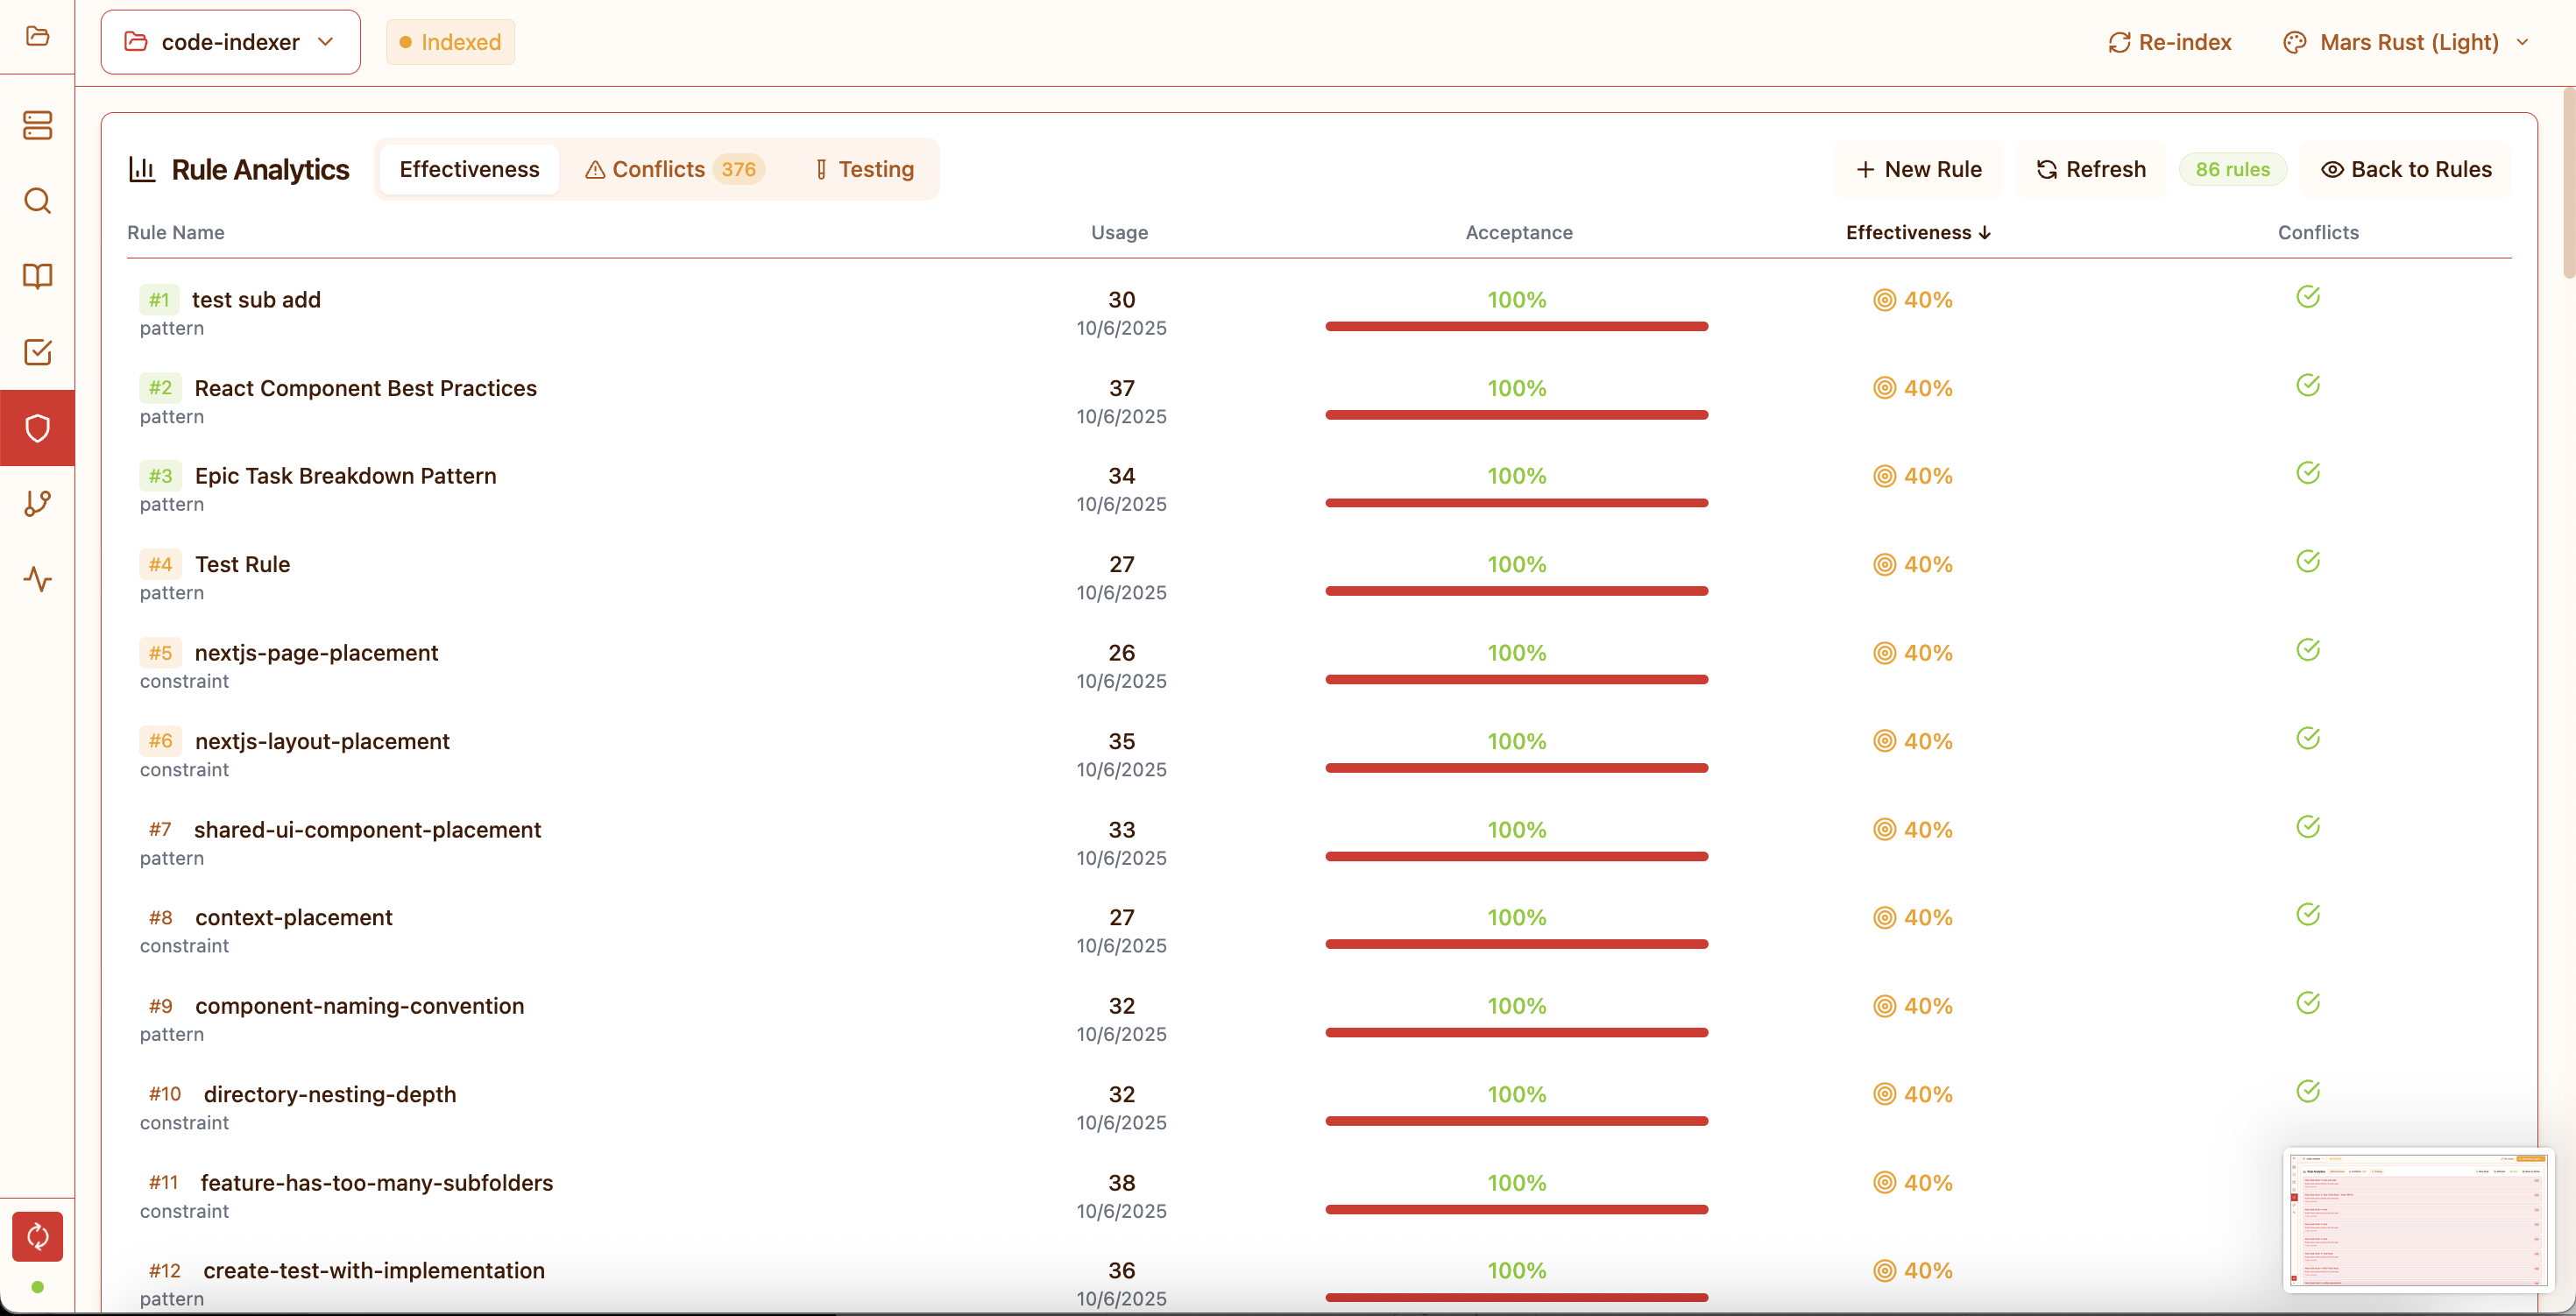 code-indexer
Indexed
Re-index
Mars Rust (Light)
Rule Analytics
Effectiveness
Conflicts 376
Testing
New Rule
Refresh
86 rules
Back to Rules
Rule Name Usage Acceptance Effectiveness ↓ Conflicts
#1 test sub add 30 100% 40%
pattern 10/6/2025
#2 React Component Best Practices 37 100% 40%
pattern 10/6/2025
#3 Epic Task Breakdown Pattern 34 100% 40%
pattern 10/6/2025
#4 Test Rule 27 100% 40%
pattern 10/6/2025
#5 nextjs-page-placement 26 100% 40%
constraint 10/6/2025
#6 nextjs-layout-placement 35 100% 40%
constraint 10/6/2025
#7 shared-ui-component-placement 33 100% 40%
pattern 10/6/2025
#8 context-placement 27 100% 40%
constraint 10/6/2025
#9 component-naming-convention 32 100% 40%
pattern 10/6/2025
#10 directory-nesting-depth 32 100% 40%
constraint 10/6/2025
#11 feature-has-too-many-subfolders 38 100% 40%
constraint 10/6/2025
#12 create-test-with-implementation 36 100% 40%
pattern 10/6/2025